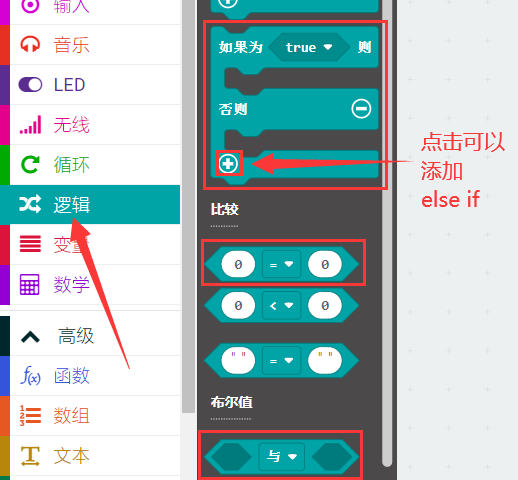 输入
音乐
LED
无线
循环
逻辑
变量
数学
高级
函数
数组
文本
如果为 true 则
否则
比较
0 = 0
0 < 0
" " = " "
布尔值
与
点击可以
添加
else if